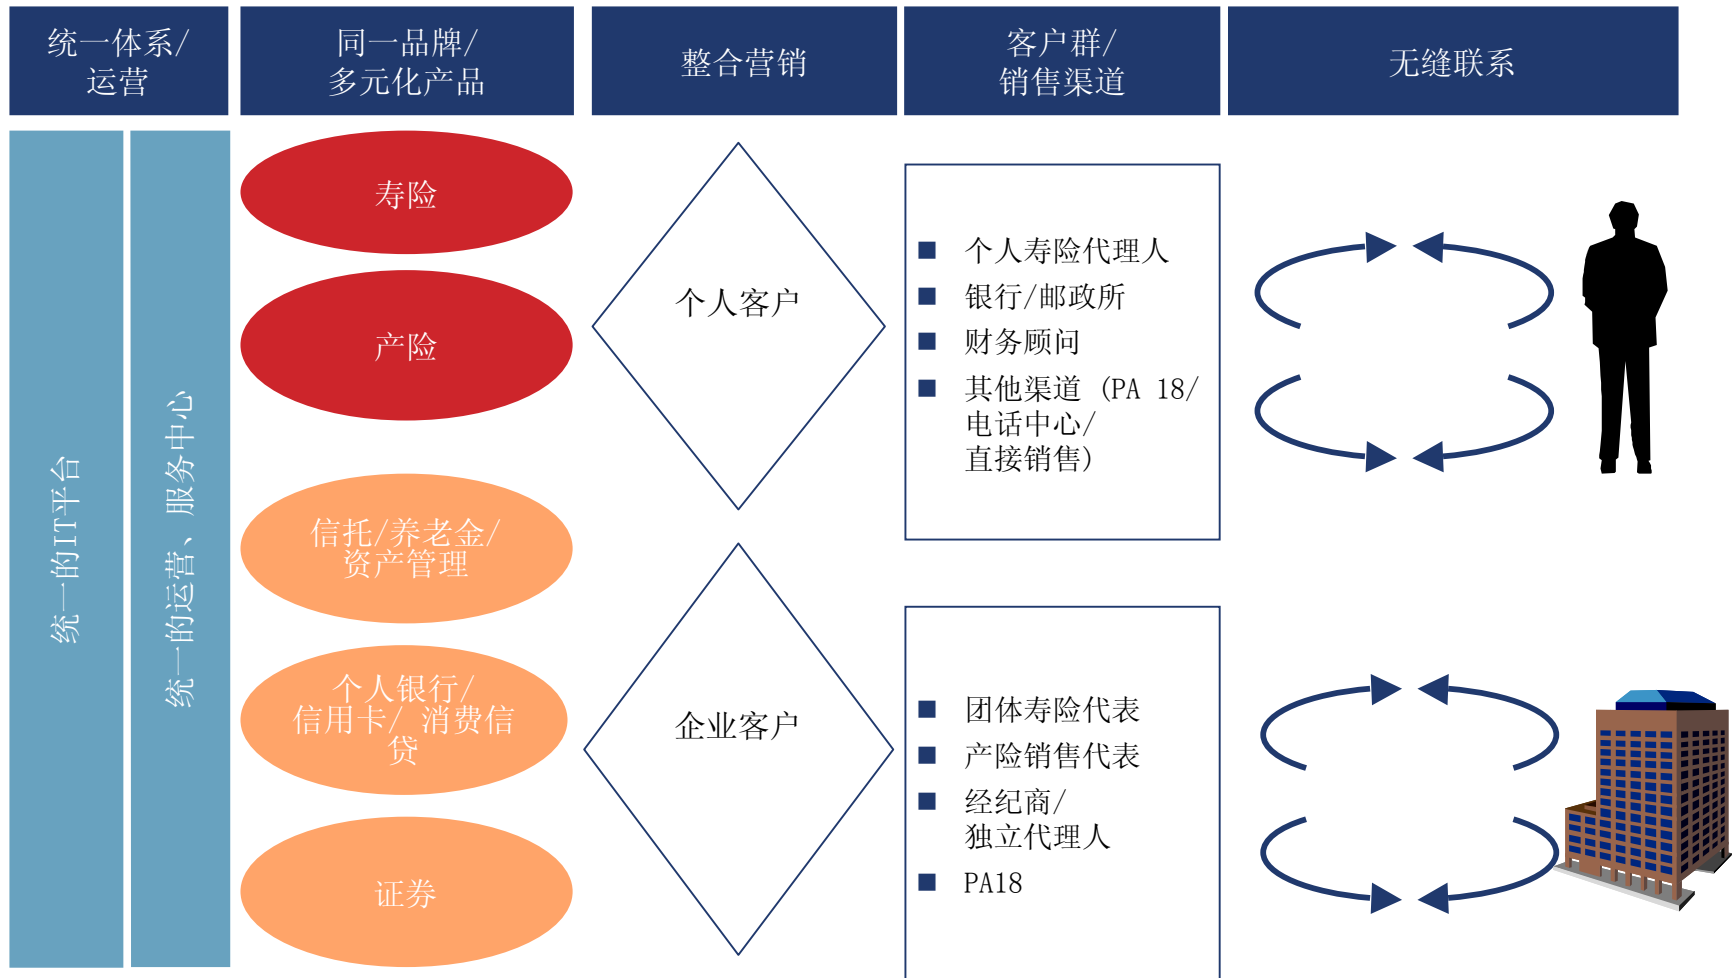 统一体系/
运营
同一品牌/
多元化产品
整合营销
客户群/
销售渠道
无缝联系
统一的IT平台
统一的运营、服务中心
寿险
产险
信托/养老金/
资产管理
个人银行/
信用卡/ 消费信
贷
证券
个人客户
企业客户
个人寿险代理人
银行/邮政所
财务顾问
其他渠道 (PA 18/
电话中心/
直接销售)
团体寿险代表
产险销售代表
经纪商/
独立代理人
PA18